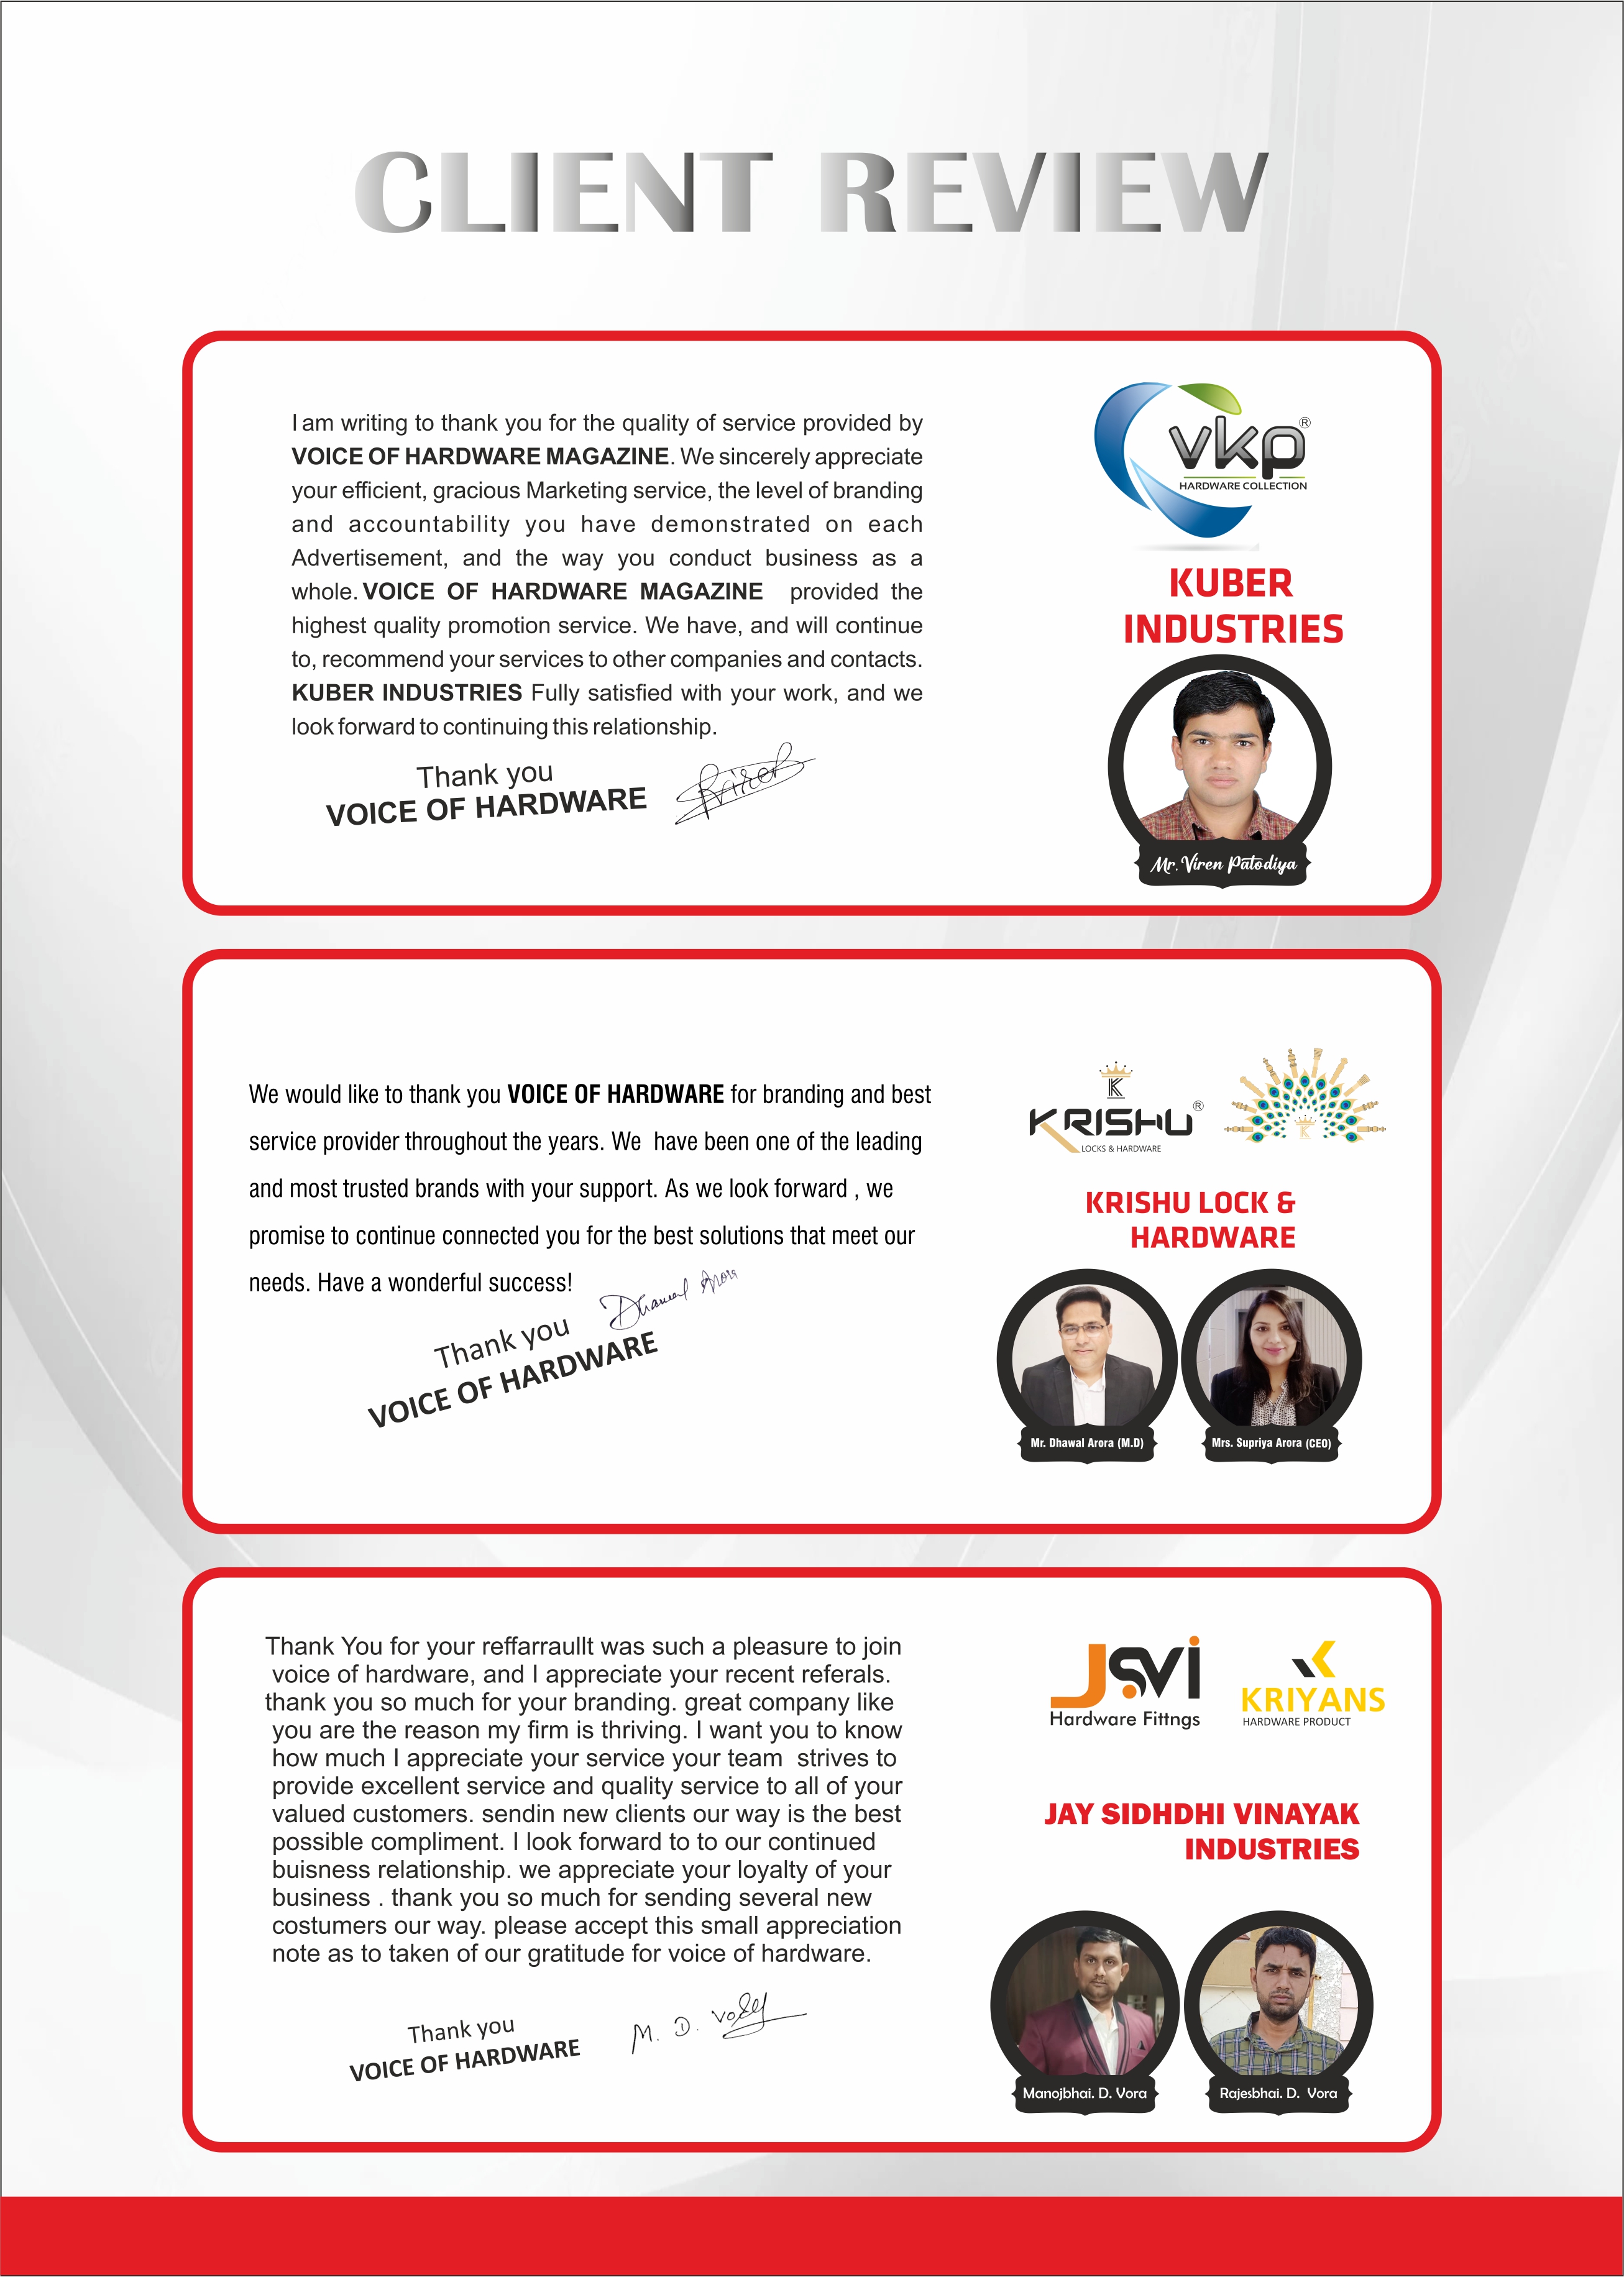 CLIENT REVIEW
I am writing to thank you for the quality of service provided by
VOICE OF HARDWARE MAGAZINE. We sincerely appreciate
your efficient, gracious Marketing service, the level of branding
and accountability you have demonstrated on each
Advertisement, and the way you conduct business as a
whole. VOICE OF HARDWARE MAGAZINE provided the
highest quality promotion service. We have, and will continue
to, recommend your services to other companies and contacts.
KUBER INDUSTRIES Fully satisfied with your work, and we
look forward to continuing this relationship.
Thank you
VOICE OF HARDWARE
vkp®
HARDWARE COLLECTION
KUBER
INDUSTRIES
Mr. Viren Patodiya
We would like to thank you VOICE OF HARDWARE for branding and best
service provider throughout the years. We have been one of the leading
and most trusted brands with your support. As we look forward , we
promise to continue connected you for the best solutions that meet our
needs. Have a wonderful success!
Dhawal Arora
Thank you
VOICE OF HARDWARE
K
KRISHU®
LOCKS & HARDWARE
K
KRISHU LOCK &
HARDWARE
Mr. Dhawal Arora (M.D)
Mrs. Supriya Arora (CEO)
Thank You for your reffarraullt was such a pleasure to join
voice of hardware, and I appreciate your recent referals.
thank you so much for your branding. great company like
you are the reason my firm is thriving. I want you to know
how much I appreciate your service your team strives to
provide excellent service and quality service to all of your
valued customers. sendin new clients our way is the best
possible compliment. I look forward to to our continued
buisness relationship. we appreciate your loyalty of your
business . thank you so much for sending several new
costumers our way. please accept this small appreciation
note as to taken of our gratitude for voice of hardware.
Thank you
VOICE OF HARDWARE
M. D. Vora
JSVI
Hardware Fittngs
KRIYANS
HARDWARE PRODUCT
JAY SIDHDHI VINAYAK
INDUSTRIES
Manojbhai. D. Vora
Rajesbhai. D. Vora